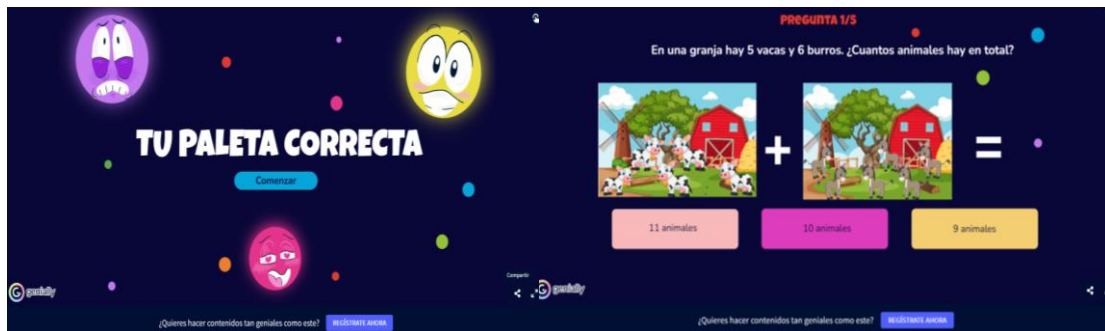 TU PALETA CORRECTA
Comenzar
Compartir
genially
¿Quieres hacer contenidos tan geniales como este? REGÍSTRATE AHORA
PREGUNTA 1/5
En una granja hay 5 vacas y 6 burros. ¿Cuantos animales hay en total?
+ =
11 animales
10 animales
9 animales
genially
¿Quieres hacer contenidos tan geniales como este? REGÍSTRATE AHORA